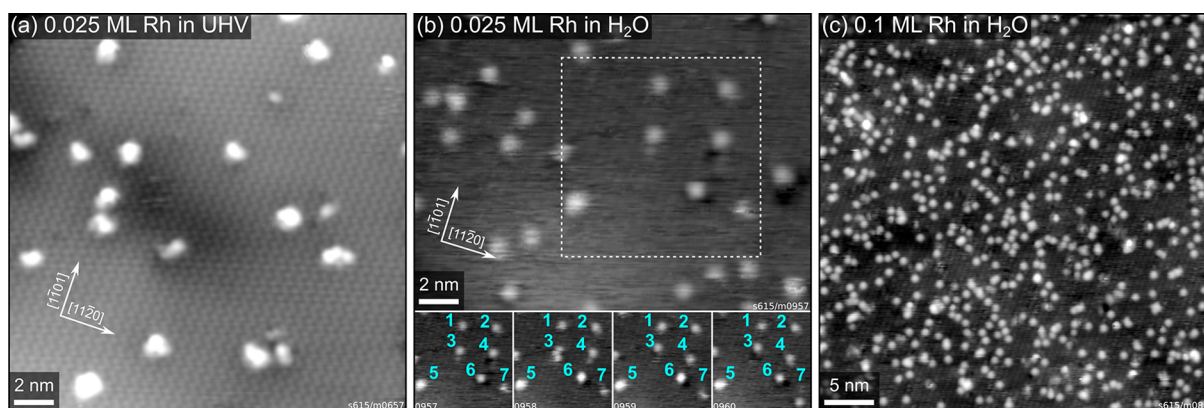 (a) 0.025 ML Rh in UHV
[1̄101]
[112̄0]
2 nm
s615/m0657
(b) 0.025 ML Rh in H₂O
[1̄101]
[112̄0]
2 nm
s615/m0957
1 2
3 4
5 6 7
0957
1 2
3 4
5 6 7
0958
1 2
3 4
5 6 7
0959
1 2
3 4
5 6 7
0960
(c) 0.1 ML Rh in H₂O
5 nm